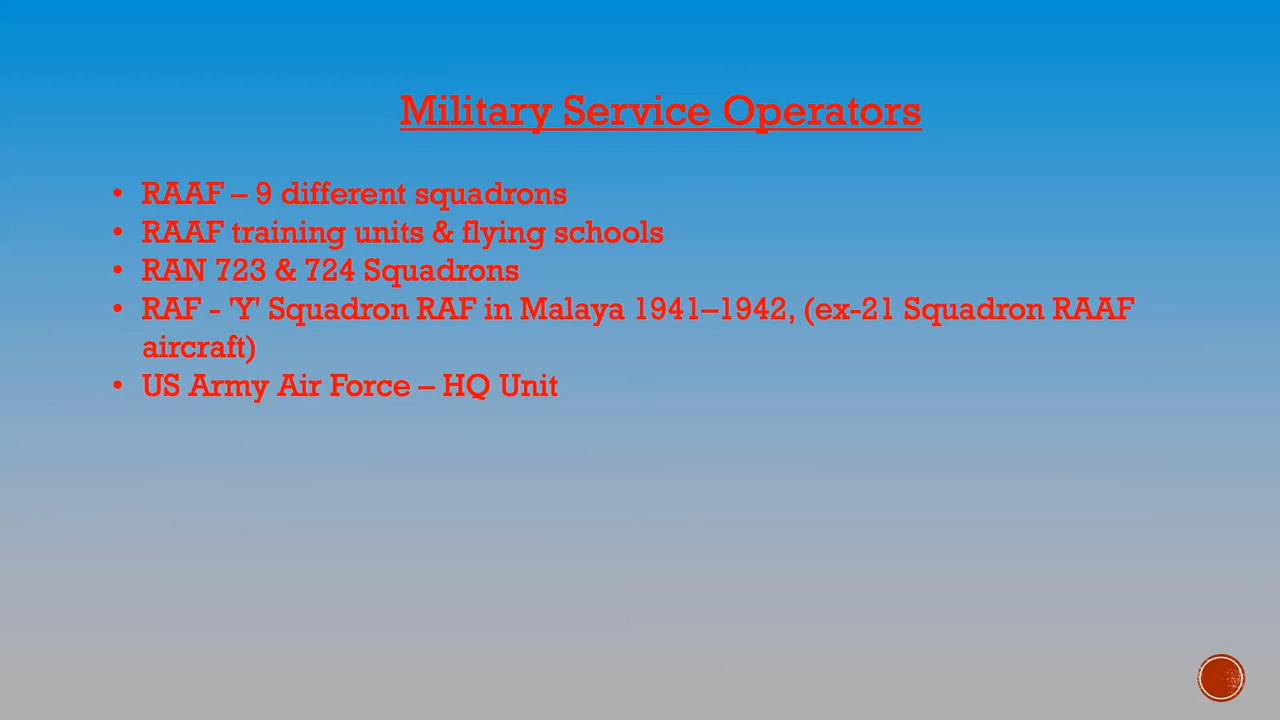 Military Service Operators
• RAAF – 9 different squadrons
• RAAF training units & flying schools
• RAN 723 & 724 Squadrons
• RAF - 'Y' Squadron RAF in Malaya 1941–1942, (ex-21 Squadron RAAF
aircraft)
• US Army Air Force – HQ Unit